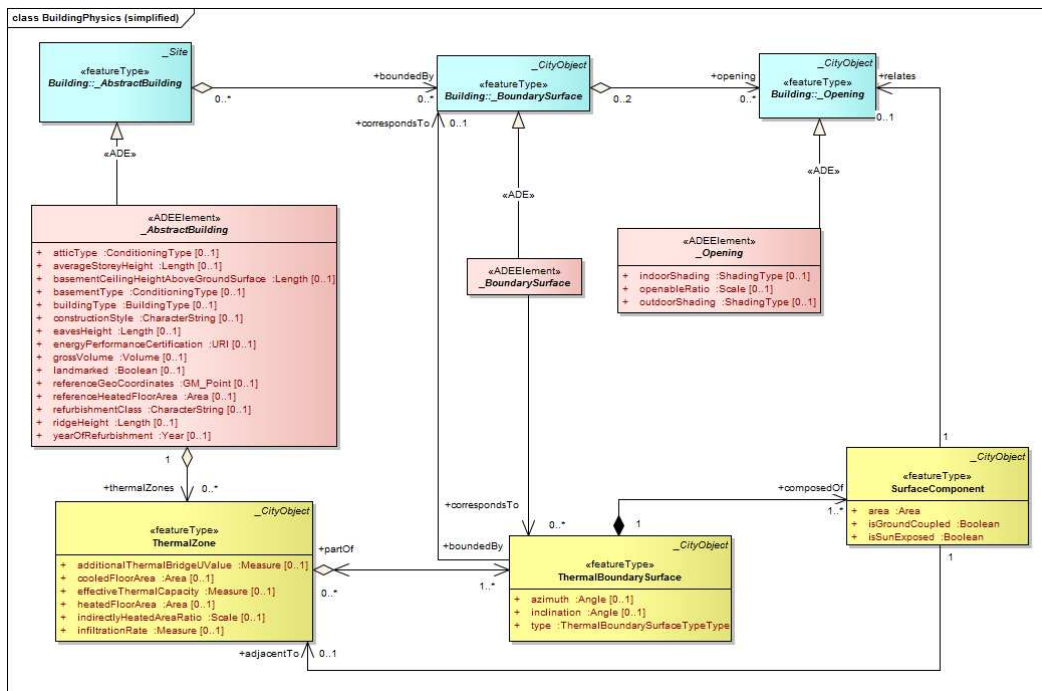 class BuildingPhysics (simplified)
_Site
«featureType»
Building::_AbstractBuilding
0..*
+boundedBy
0..*
_CityObject
«featureType»
Building::_BoundarySurface
0..2
+opening
0..*
_CityObject
«featureType»
Building::_Opening
+relates
0..1
+correspondsTo
0..1
«ADE»
«ADE»
«ADE»
«ADEElement»
_AbstractBuilding
+ atticType :ConditioningType [0..1]
+ averageStoreyHeight :Length [0..1]
+ basementCeilingHeightAboveGroundSurface :Length [0..1]
+ basementType :ConditioningType [0..1]
+ buildingType :BuildingType [0..1]
+ constructionStyle :CharacterString [0..1]
+ eavesHeight :Length [0..1]
+ energyPerformanceCertification :URI [0..1]
+ grossVolume :Volume [0..1]
+ landmarked :Boolean [0..1]
+ referenceGeoCoordinates :GM_Point [0..1]
+ referenceHeatedFloorArea :Area [0..1]
+ refurbishmentClass :CharacterString [0..1]
+ ridgeHeight :Length [0..1]
+ yearOfRefurbishment :Year [0..1]
«ADEElement»
_BoundarySurface
«ADEElement»
_Opening
+ indoorShading :ShadingType [0..1]
+ openableRatio :Scale [0..1]
+ outdoorShading :ShadingType [0..1]
1
+thermalZones
0..*
_CityObject
«featureType»
ThermalZone
+ additionalThermalBridgeUValue :Measure [0..1]
+ cooledFloorArea :Area [0..1]
+ effectiveThermalCapacity :Measure [0..1]
+ heatedFloorArea :Area [0..1]
+ indirectlyHeatedAreaRatio :Scale [0..1]
+ infiltrationRate :Measure [0..1]
+partOf
0..*
+correspondsTo
0..*
+boundedBy
1..*
_CityObject
«featureType»
ThermalBoundarySurface
+ azimuth :Angle [0..1]
+ inclination :Angle [0..1]
+ type :ThermalBoundarySurfaceTypeType
1
+composedOf
1..*
1
_CityObject
«featureType»
SurfaceComponent
+ area :Area
+ isGroundCoupled :Boolean
+ isSunExposed :Boolean
1
+adjacentTo
0..1